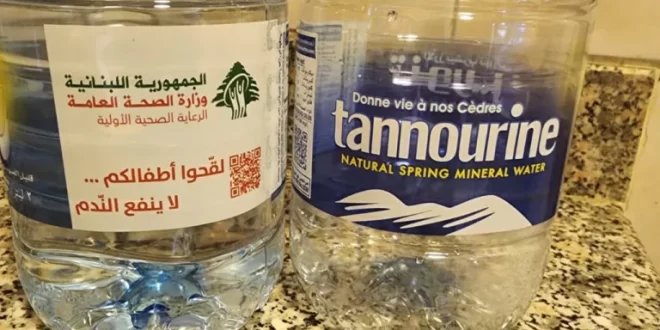 الجمهورية اللبنانية
وزارة الصحة العامة
الرعاية الصحية الأولية
لقّحوا أطفالكم ...
لا ينفع النّدم
Donne vie à nos Cèdres
tannourine
NATURAL SPRING MINERAL WATER